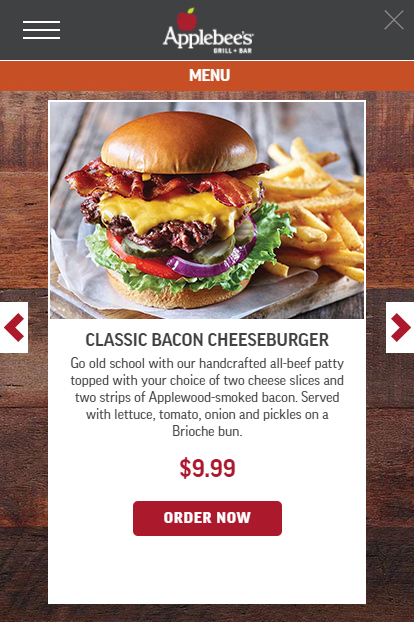 Applebee's
GRILL + BAR
MENU
CLASSIC BACON CHEESEBURGER
Go old school with our handcrafted all-beef patty
topped with your choice of two cheese slices and
two strips of Applewood-smoked bacon. Served
with lettuce, tomato, onion and pickles on a
Brioche bun.
$9.99
ORDER NOW